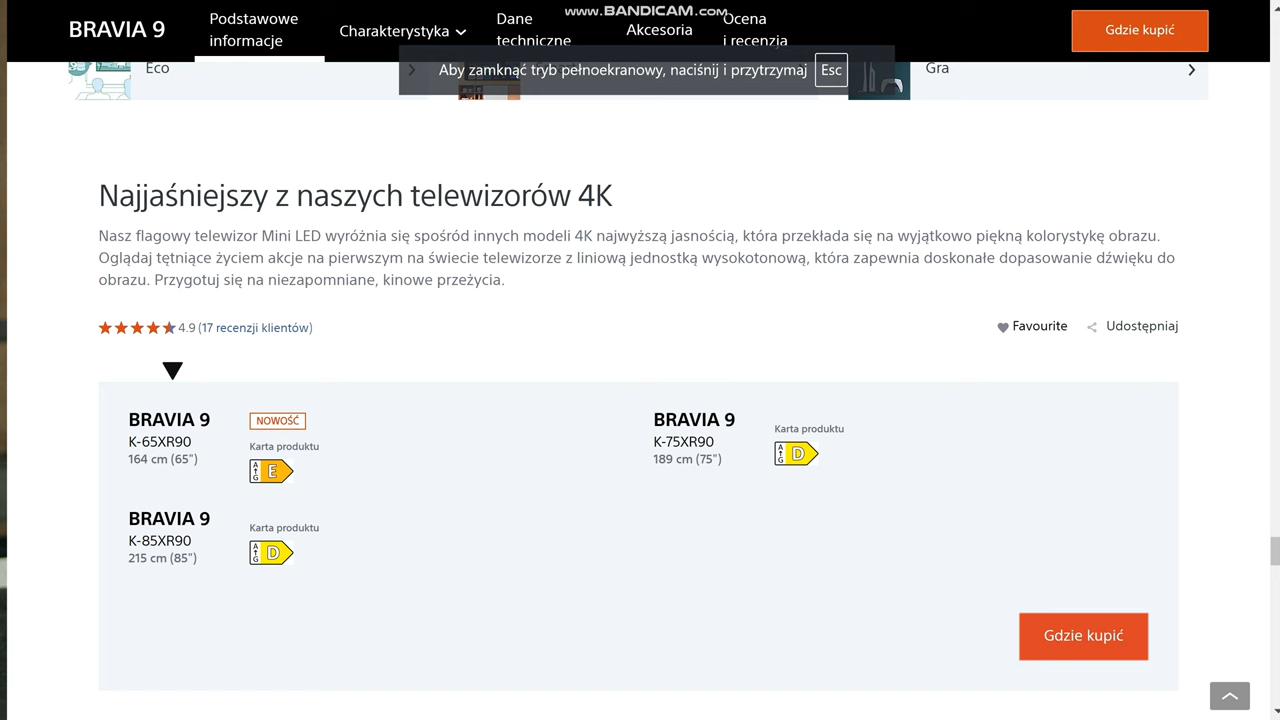 www.BANDICAM.com
BRAVIA 9
Podstawowe
informacje
Charakterystyka
Dane
techniczne
Akcesoria
Ocena
i recenzja
Gdzie kupić
Aby zamknąć tryb pełnoekranowy, naciśnij i przytrzymaj Esc
Eco
Gra
Najjaśniejszy z naszych telewizorów 4K
Nasz flagowy telewizor Mini LED wyróżnia się spośród innych modeli 4K najwyższą jasnością, która przekłada się na wyjątkowo piękną kolorystykę obrazu.
Oglądaj tętniące życiem akcje na pierwszym na świecie telewizorze z liniową jednostką wysokotonową, która zapewnia doskonałe dopasowanie dźwięku do
obrazu. Przygotuj się na niezapomniane, kinowe przeżycia.
4.9 (17 recenzji klientów)
Favourite
Udostępniaj
BRAVIA 9
K-65XR90
164 cm (65")
NOWOŚĆ
Karta produktu
A G E
BRAVIA 9
K-75XR90
189 cm (75")
Karta produktu
A G D
BRAVIA 9
K-85XR90
215 cm (85")
Karta produktu
A G D
Gdzie kupić